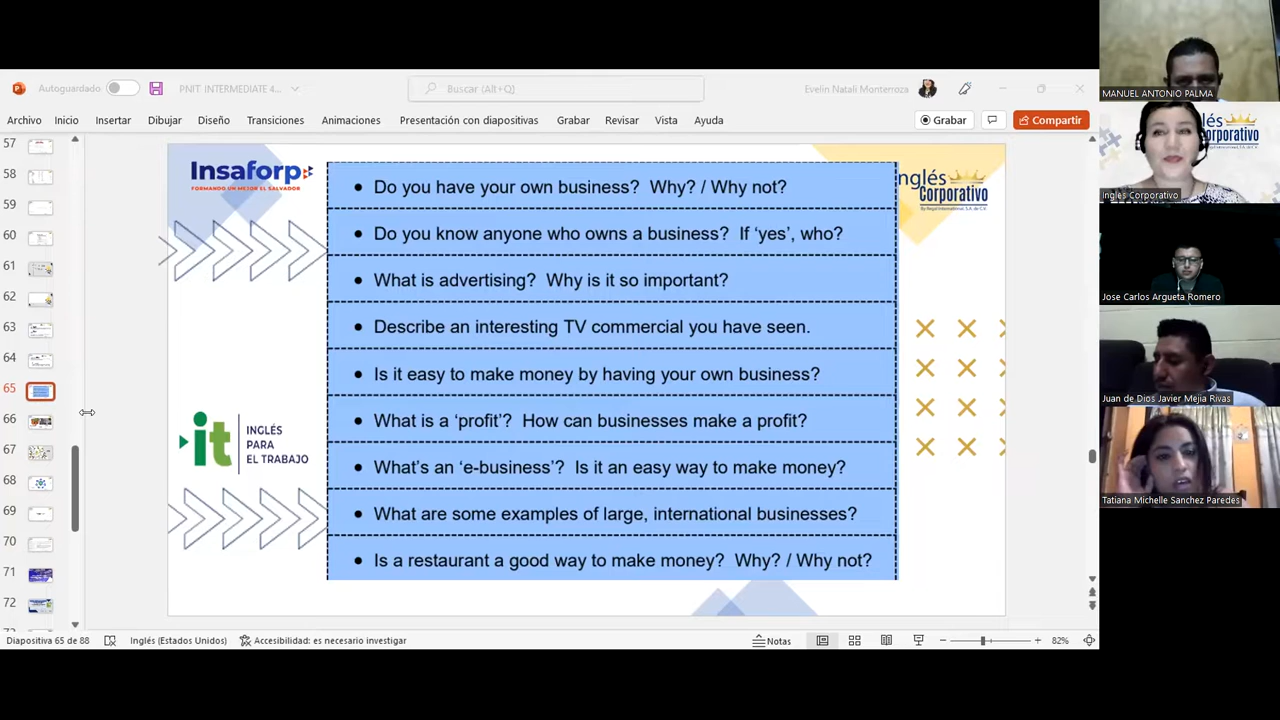 Autoguardado
PNIT. INTERMEDIATE 4...
Buscar (Alt+Q)
Evelin Natali Monterroza
Archivo Inicio Insertar Dibujar Diseño Transiciones Animaciones Presentación con diapositivas Grabar Revisar Vista Ayuda Grabar Compartir
57
58
59
60
61
62
63
64
65
66
67
68
69
70
71
72
Insaforp
FORMANDO UN MEJOR EL SALVADOR
nglés
Corporativo
• Do you have your own business? Why? / Why not?
• Do you know anyone who owns a business? If ‘yes’, who?
• What is advertising? Why is it so important?
• Describe an interesting TV commercial you have seen.
• Is it easy to make money by having your own business?
• What is a ‘profit’? How can businesses make a profit?
• What’s an ‘e-business’? Is it an easy way to make money?
• What are some examples of large, international businesses?
• Is a restaurant a good way to make money? Why? / Why not?
it
INGLÉS
PARA
EL TRABAJO
Diapositiva 65 de 88 Inglés (Estados Unidos) Accesibilidad: es necesario investigar Notas 82%
MANUEL ANTONIO PALMA
glés
orporativo
Inglés Corporativo
Jose Carlos Argueta Romero
Juan de Dios Javier Mejia Rivas
Tatiana Michelle Sanchez Paredes